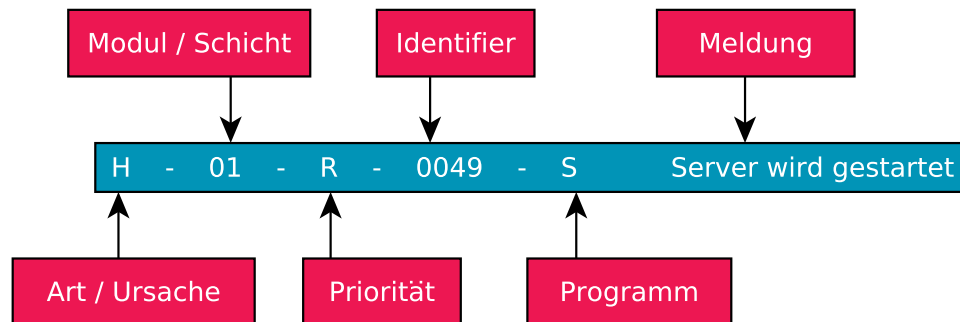 Modul / Schicht Identifier Meldung
H - 01 - R - 0049 - S Server wird gestartet
Art / Ursache Priorität Programm